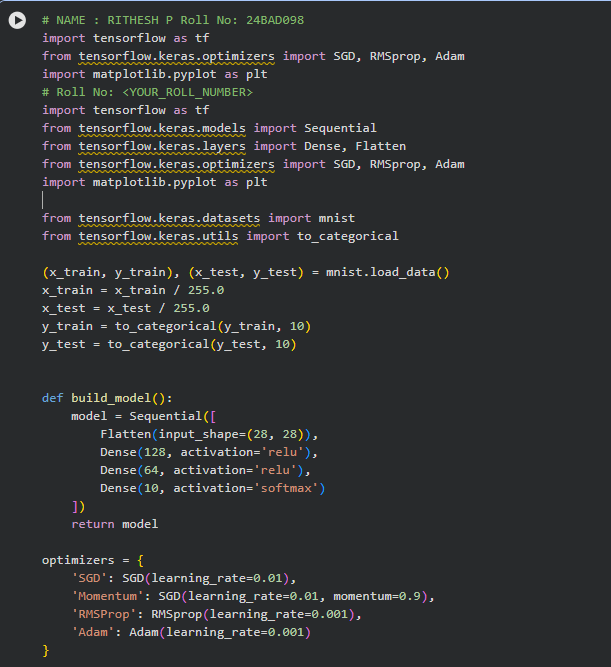 # NAME : RITHESH P Roll No: 24BAD098
import tensorflow as tf
from tensorflow.keras.optimizers import SGD, RMSprop, Adam
import matplotlib.pyplot as plt
# Roll No: <YOUR_ROLL_NUMBER>
import tensorflow as tf
from tensorflow.keras.models import Sequential
from tensorflow.keras.layers import Dense, Flatten
from tensorflow.keras.optimizers import SGD, RMSprop, Adam
import matplotlib.pyplot as plt

from tensorflow.keras.datasets import mnist
from tensorflow.keras.utils import to_categorical

(x_train, y_train), (x_test, y_test) = mnist.load_data()
x_train = x_train / 255.0
x_test = x_test / 255.0
y_train = to_categorical(y_train, 10)
y_test = to_categorical(y_test, 10)


def build_model():
    model = Sequential([
        Flatten(input_shape=(28, 28)),
        Dense(128, activation='relu'),
        Dense(64, activation='relu'),
        Dense(10, activation='softmax')
    ])
    return model

optimizers = {
    'SGD': SGD(learning_rate=0.01),
    'Momentum': SGD(learning_rate=0.01, momentum=0.9),
    'RMSProp': RMSprop(learning_rate=0.001),
    'Adam': Adam(learning_rate=0.001)
}